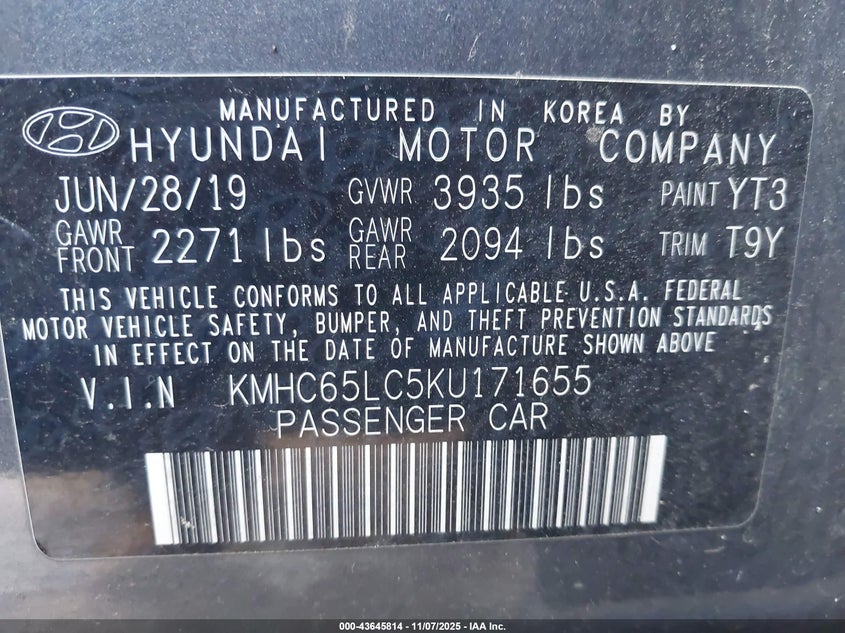 MANUFACTURED IN KOREA BY
HYUNDAI MOTOR COMPANY
JUN/28/19 GVWR 3935 lbs PAINT YT3
GAWR FRONT 2271 lbs GAWR REAR 2094 lbs TRIM T9Y
THIS VEHICLE CONFORMS TO ALL APPLICABLE U.S.A. FEDERAL
MOTOR VEHICLE SAFETY, BUMPER, AND THEFT PREVENTION STANDARDS
IN EFFECT ON THE DATE OF MANUFACTURE SHOWN ABOVE
V.I.N KMHC65LC5KU171655
PASSENGER CAR
000-43645814 - 11/07/2025 - IAA Inc.